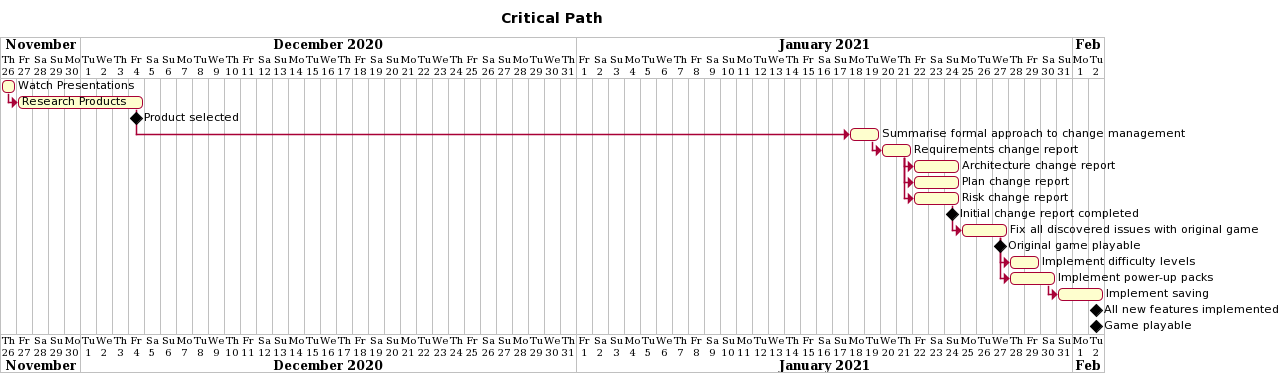 Critical Path
November December 2020 January 2021 Feb
Th Fr Sa Su Mo Tu We Th Fr Sa Su Mo Tu We Th Fr Sa Su Mo Tu We Th Fr Sa Su Mo Tu We Th Fr Sa Su Mo Tu We Th Fr Sa Su Mo Tu We Th Fr Sa Su Mo Tu We Th Fr Sa Su Mo Tu We Th Fr Sa Su Mo Tu We Th Fr Sa Su Mo Tu
26 27 28 29 30 1 2 3 4 5 6 7 8 9 10 11 12 13 14 15 16 17 18 19 20 21 22 23 24 25 26 27 28 29 30 31 1 2 3 4 5 6 7 8 9 10 11 12 13 14 15 16 17 18 19 20 21 22 23 24 25 26 27 28 29 30 31 1 2
Watch Presentations
Research Products
Product selected
Summarise formal approach to change management
Requirements change report
Architecture change report
Plan change report
Risk change report
Initial change report completed
Fix all discovered issues with original game
Original game playable
Implement difficulty levels
Implement power-up packs
Implement saving
All new features implemented
Game playable
Th Fr Sa Su Mo Tu We Th Fr Sa Su Mo Tu We Th Fr Sa Su Mo Tu We Th Fr Sa Su Mo Tu We Th Fr Sa Su Mo Tu We Th Fr Sa Su Mo Tu We Th Fr Sa Su Mo Tu We Th Fr Sa Su Mo Tu We Th Fr Sa Su Mo Tu We Th Fr Sa Su Mo Tu
26 27 28 29 30 1 2 3 4 5 6 7 8 9 10 11 12 13 14 15 16 17 18 19 20 21 22 23 24 25 26 27 28 29 30 31 1 2 3 4 5 6 7 8 9 10 11 12 13 14 15 16 17 18 19 20 21 22 23 24 25 26 27 28 29 30 31 1 2
November December 2020 January 2021 Feb